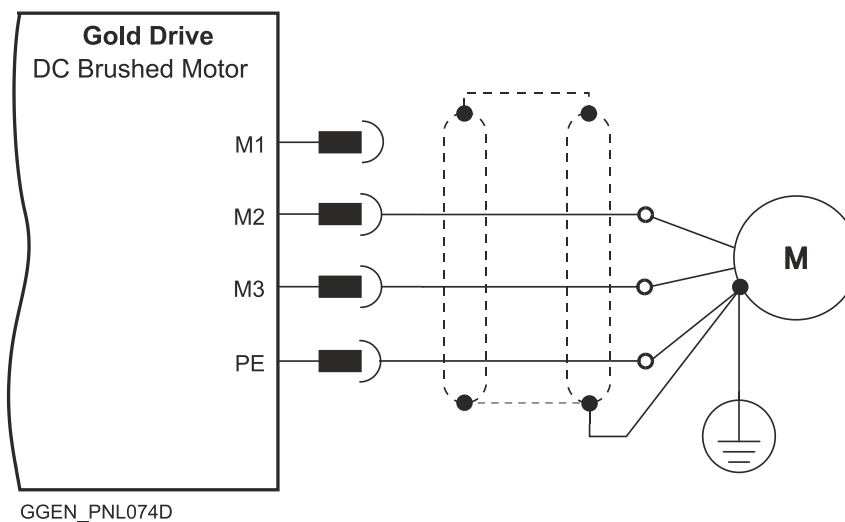 Gold Drive
DC Brushed Motor
M1
M2
M3
PE
M
GGEN_PNL074D